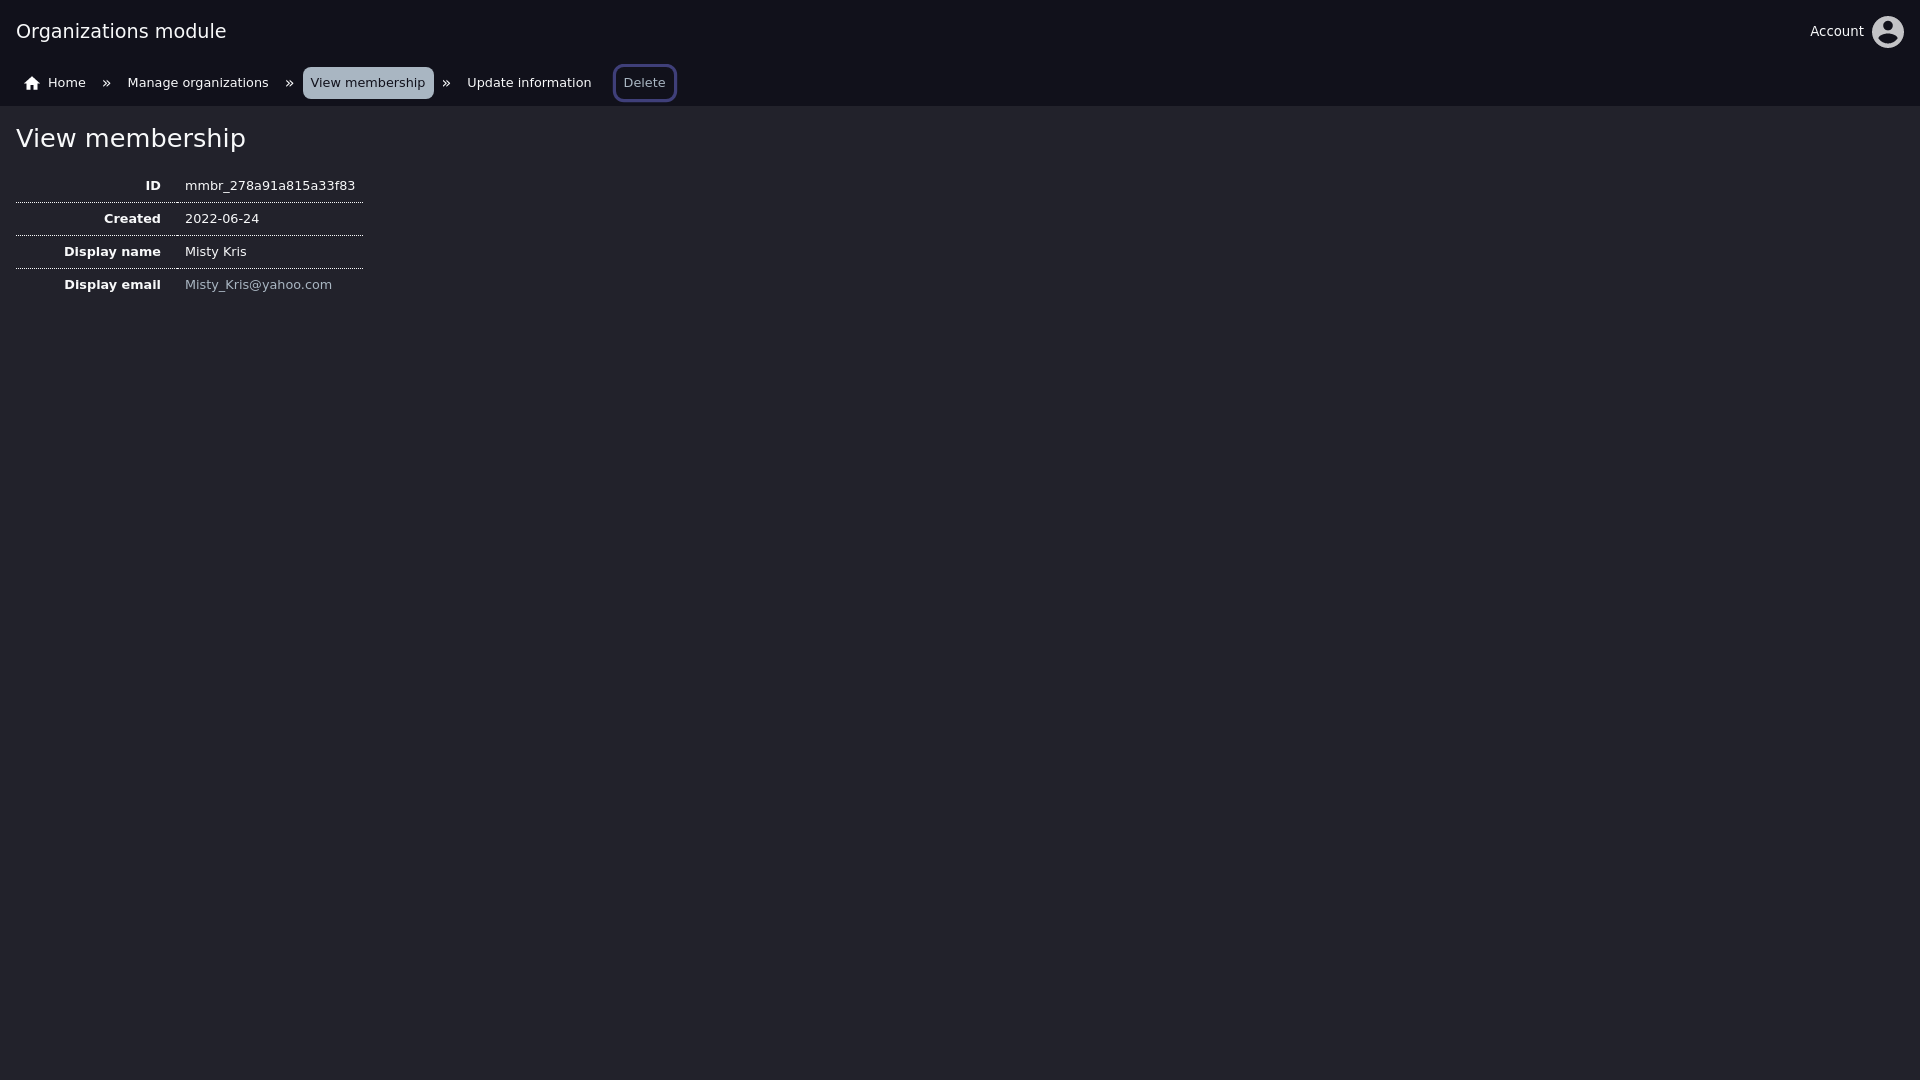 Organizations module
Account
Home » Manage organizations » View membership » Update information Delete
View membership
ID mmbr_278a91a815a33f83
Created 2022-06-24
Display name Misty Kris
Display email Misty_Kris@yahoo.com